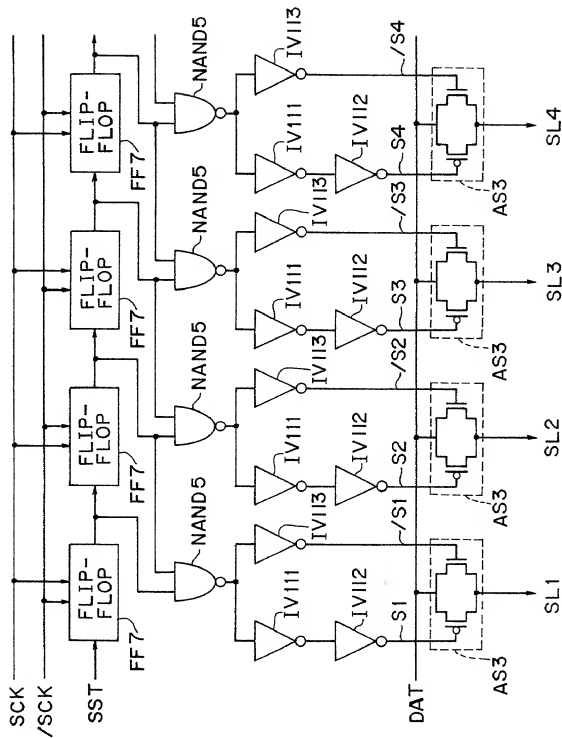 SCK
/SCK
SST
FLIP-
FLOP
FF7
FLIP-
FLOP
FF7
FLIP-
FLOP
FF7
FLIP-
FLOP
FF7
NAND5
NAND5
NAND5
NAND5
IV111
IV113
IV111
IV113
IV111
IV113
IV111
IV113
IV112
IV112
IV112
IV112
S1
/S1
S2
/S2
S3
/S3
S4
/S4
DAT
AS3
AS3
AS3
AS3
SL1
SL2
SL3
SL4